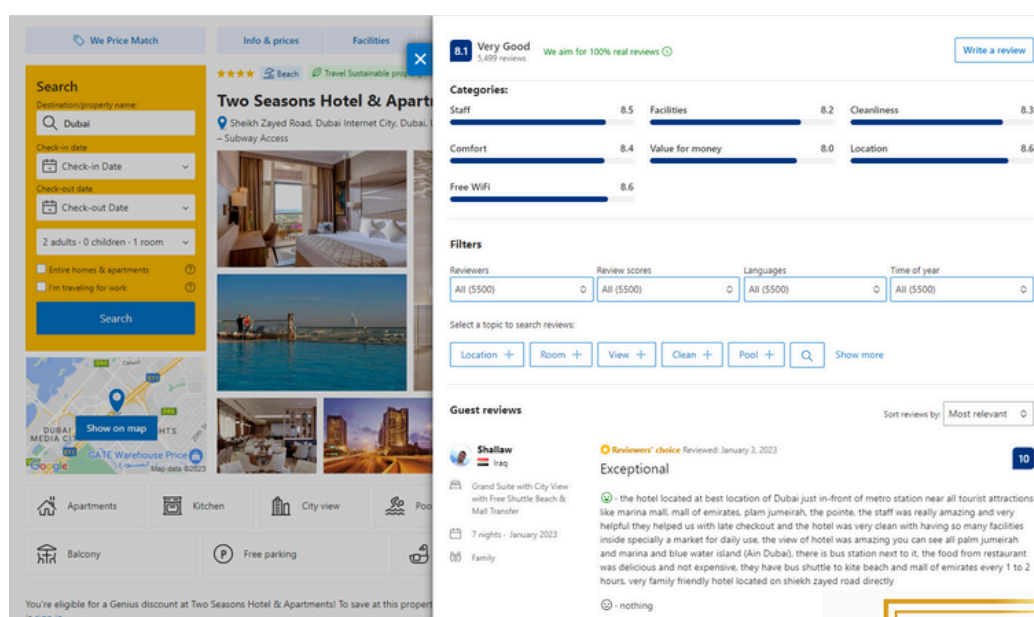 We Price Match
Info & prices
Facilities
Search
Destination/property name:
Dubai
Check-in date
Check-in Date
Check-out date
Check-out Date
2 adults · 0 children · 1 room
Entire homes & apartments
I'm traveling for work
Search
Show on map
DUBAI
MEDIA CIT
HTS
GATE Warehouse Price
Google
Map data ©2023
Beach
Travel Sustainable prop
Two Seasons Hotel & Apartm
Sheikh Zayed Road, Dubai Internet City, Dubai,
– Subway Access
Apartments
Kitchen
City view
Poo
Balcony
Free parking
You're eligible for a Genius discount at Two Seasons Hotel & Apartments! To save at this propert
8.1
Very Good
5,499 reviews
We aim for 100% real reviews
Write a review
Categories:
Staff 8.5
Facilities 8.2
Cleanliness 8.3
Comfort 8.4
Value for money 8.0
Location 8.6
Free WiFi 8.6
Filters
Reviewers
All (5500)
Review scores
All (5500)
Languages
All (5500)
Time of year
All (5500)
Select a topic to search reviews:
Location +
Room +
View +
Clean +
Pool +
Show more
Guest reviews
Sort reviews by: Most relevant
Shallaw
Iraq
Grand Suite with City View
with Free Shuttle Beach &
Mall Transfer
7 nights · January 2023
Family
Reviewers' choice Reviewed: January 3, 2023
Exceptional
10
- the hotel located at best location of Dubai just in-front of metro station near all tourist attractions
like marina mall, mall of emirates, plam jumeirah, the pointe, the staff was really amazing and very
helpful they helped us with late checkout and the hotel was very clean with having so many facilities
inside specially a market for daily use, the view of hotel was amazing you can see all palm jumeirah
and marina and blue water island (Ain Dubai), there is bus station next to it, the food from restaurant
was delicious and not expensive, they have bus shuttle to kite beach and mall of emirates every 1 to 2
hours, very family friendly hotel located on shiekh zayed road directly
- nothing